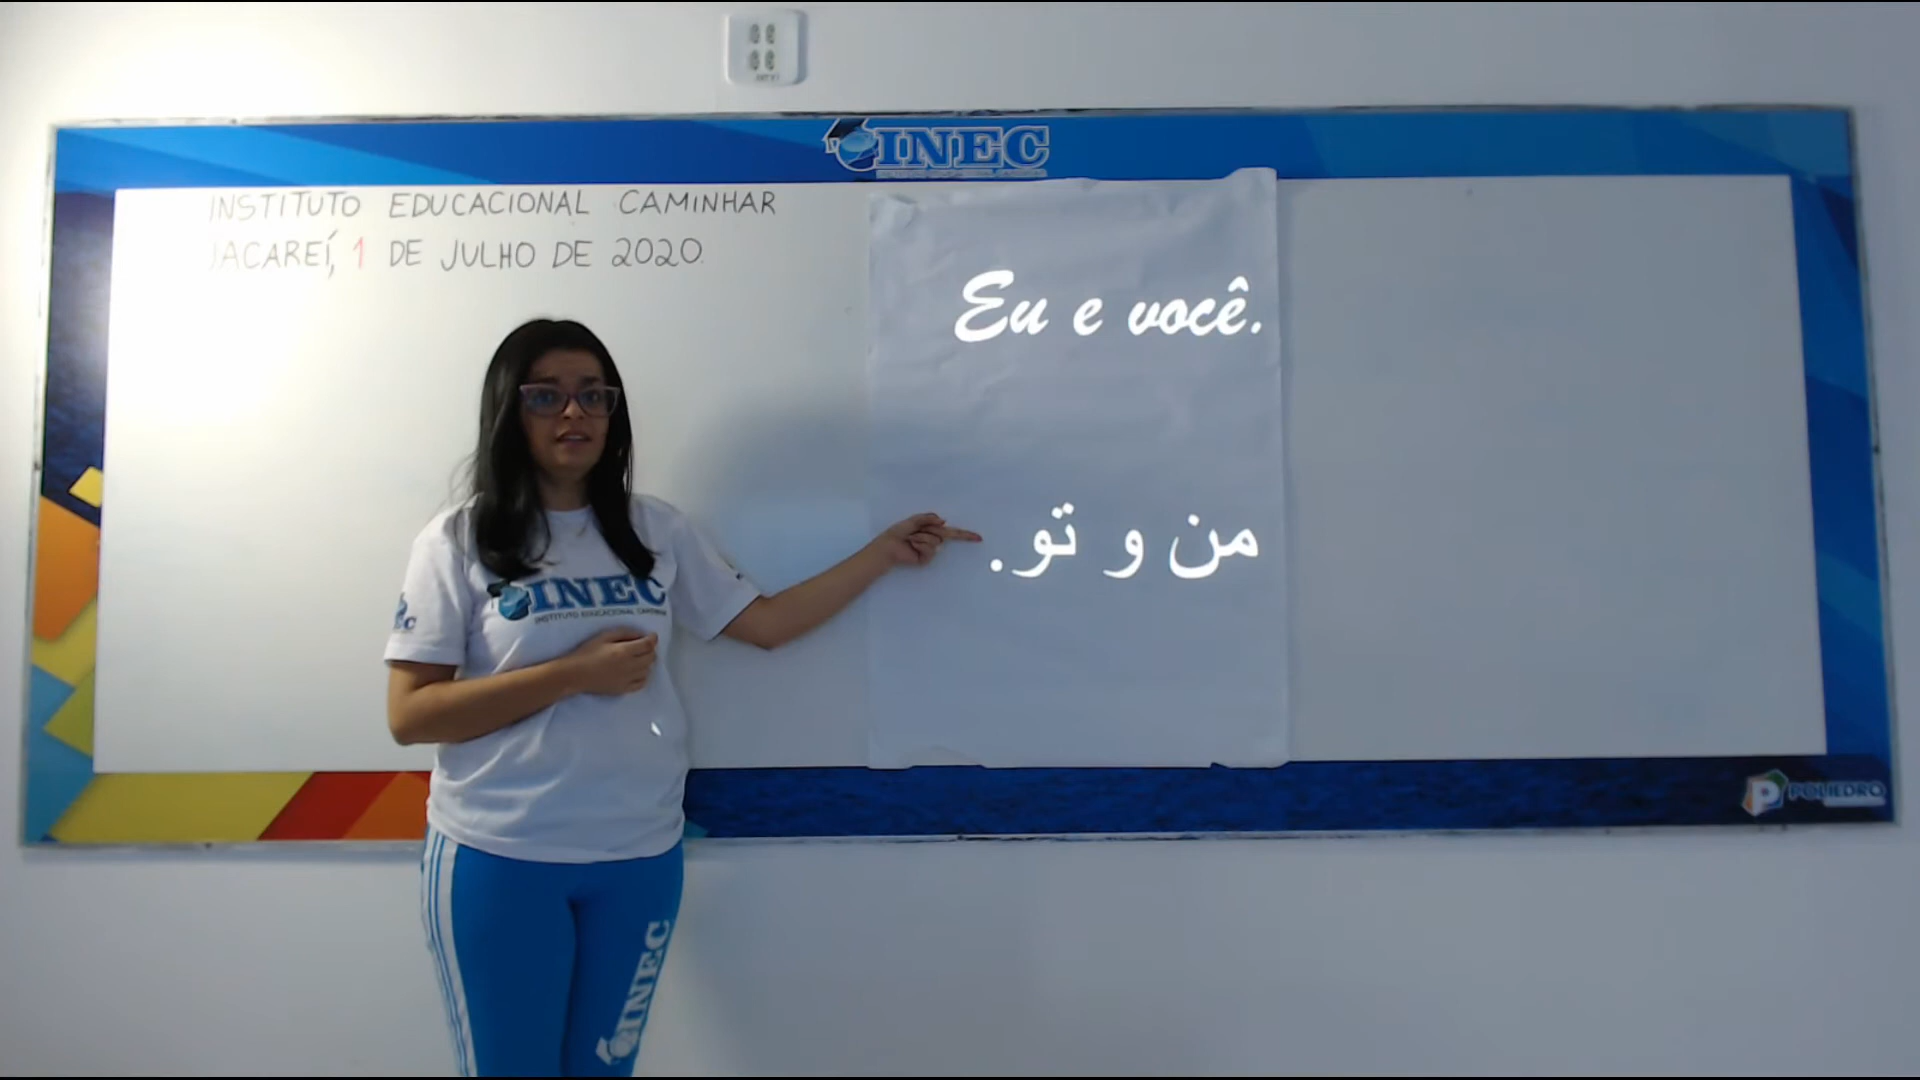 INEC
INSTITUTO EDUCACIONAL CAMINHAR
JACAREÍ, 1 DE JULHO DE 2020.
Eu e você.
من و تو.
INEC
INSTITUTO EDUCACIONAL CAMINHAR
INEC
POLIEDRO